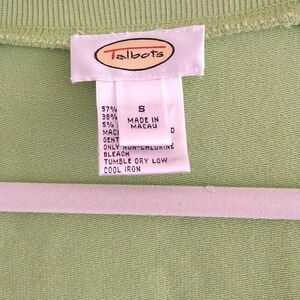 Talbots
S
MADE IN
MACAU
57%
38%
5%
ONLY NON-CHLORINE
BLEACH
TUMBLE DRY LOW
COOL IRON